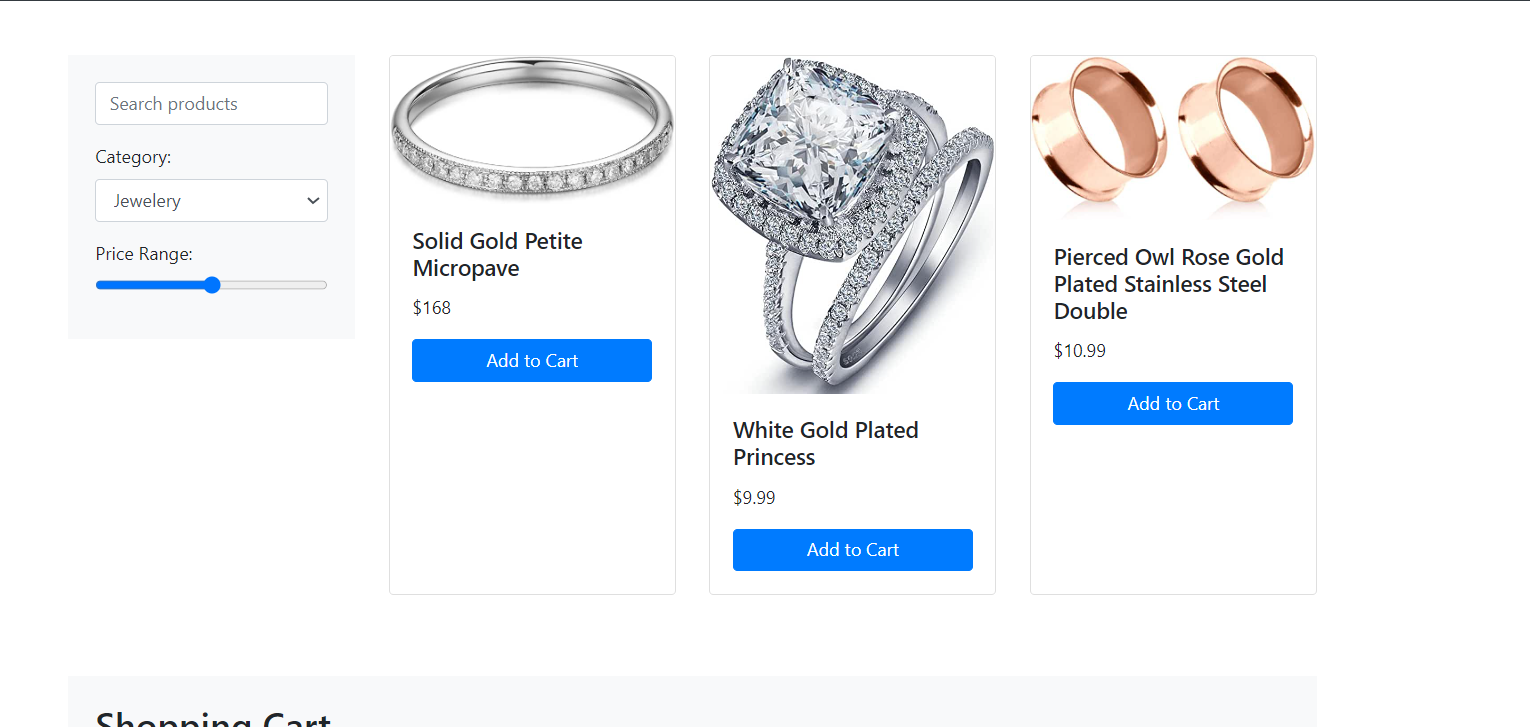 Search products
Category:
Jewelery
Price Range:
Solid Gold Petite
Micropave
$168
Add to Cart
White Gold Plated
Princess
$9.99
Add to Cart
Pierced Owl Rose Gold
Plated Stainless Steel
Double
$10.99
Add to Cart
Shopping Cart